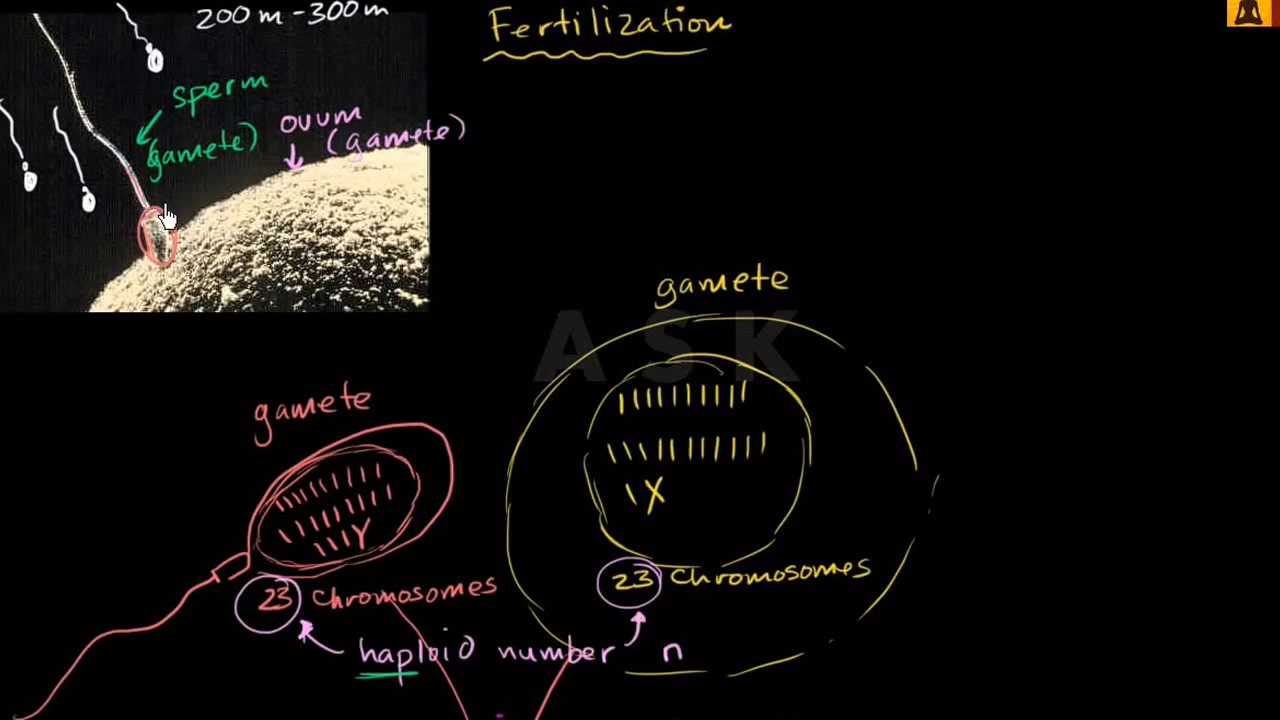 200 m - 300 m
Fertilization
sperm
(gamete)
ovum
(gamete)
gamete
ASK
X
gamete
Y
23 chromosomes
23 chromosomes
haploid number n